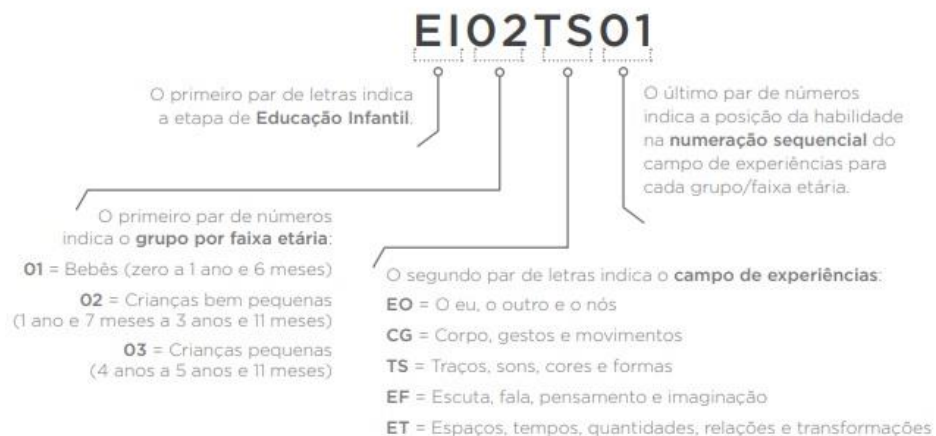 EI02TS01
O primeiro par de letras indica
a etapa de Educação Infantil.
O último par de números
indica a posição da habilidade
na numeração sequencial do
campo de experiências para
cada grupo/faixa etária.
O primeiro par de números
indica o grupo por faixa etária:
01 = Bebês (zero a 1 ano e 6 meses)
02 = Crianças bem pequenas
(1 ano e 7 meses a 3 anos e 11 meses)
03 = Crianças pequenas
(4 anos a 5 anos e 11 meses)
O segundo par de letras indica o campo de experiências:
EO = O eu, o outro e o nós
CG = Corpo, gestos e movimentos
TS = Traços, sons, cores e formas
EF = Escuta, fala, pensamento e imaginação
ET = Espaços, tempos, quantidades, relações e transformações